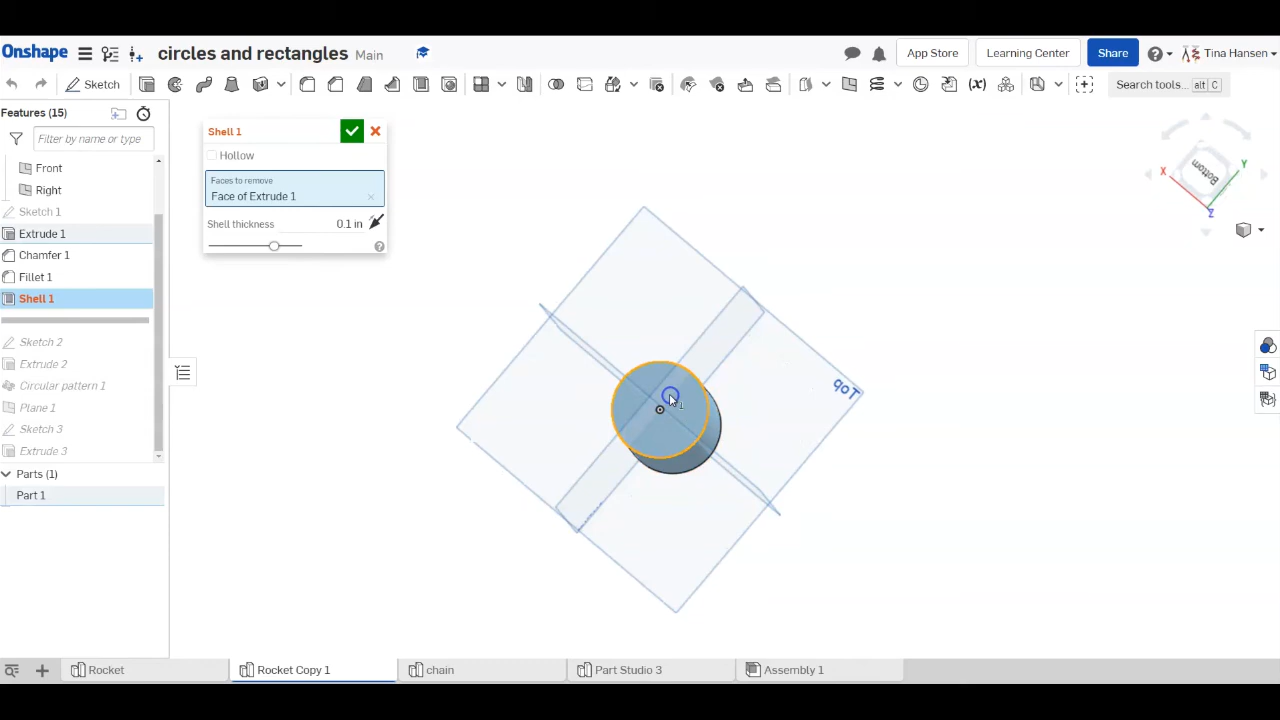 Onshape circles and rectangles Main App Store Learning Center Share Tina Hansen
Sketch (x) Search tools... alt C
Features (15)
Filter by name or type
Front
Right
Sketch 1
Extrude 1
Chamfer 1
Fillet 1
Shell 1
Sketch 2
Extrude 2
Circular pattern 1
Plane 1
Sketch 3
Extrude 3
Parts (1)
Part 1
Shell 1
Hollow
Faces to remove
Face of Extrude 1
Shell thickness 0.1 in
Top
Bottom
X
Y
Z
Rocket Rocket Copy 1 chain Part Studio 3 Assembly 1